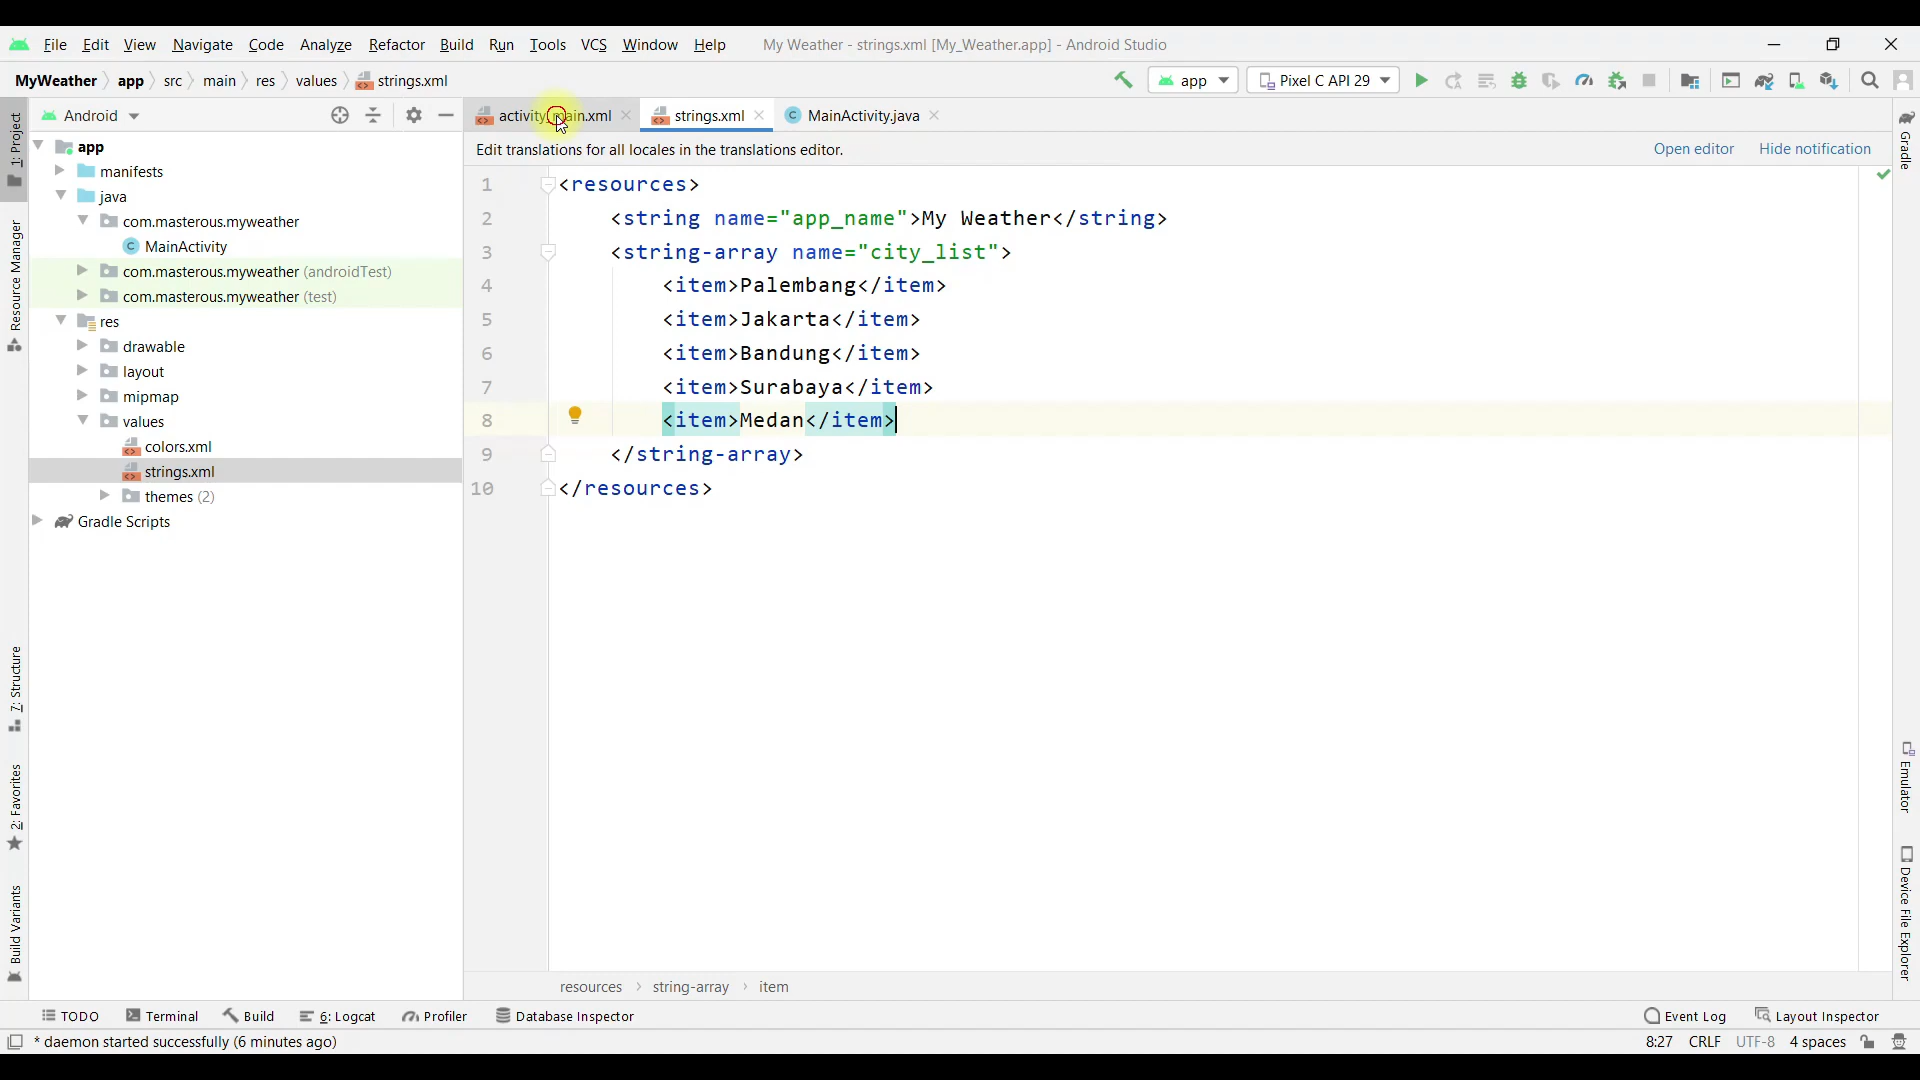 File Edit View Navigate Code Analyze Refactor Build Run Tools VCS Window Help My Weather - strings.xml [My_Weather.app] - Android Studio
MyWeather app src main res values strings.xml app Pixel C API 29
Android activity_main.xml strings.xml MainActivity.java
Edit translations for all locales in the translations editor. Open editor Hide notification
1: Project
Resource Manager
7: Structure
2: Favorites
Build Variants
app
manifests
java
com.masterous.myweather
MainActivity
com.masterous.myweather (androidTest)
com.masterous.myweather (test)
res
drawable
layout
mipmap
values
colors.xml
strings.xml
themes (2)
Gradle Scripts
1 <resources>
2 <string name="app_name">My Weather</string>
3 <string-array name="city_list">
4 <item>Palembang</item>
5 <item>Jakarta</item>
6 <item>Bandung</item>
7 <item>Surabaya</item>
8 <item>Medan</item>
9 </string-array>
10 </resources>
Gradle
Emulator
Device File Explorer
resources string-array item
TODO Terminal Build 6: Logcat Profiler Database Inspector Event Log Layout Inspector
* daemon started successfully (6 minutes ago) 8:27 CRLF UTF-8 4 spaces